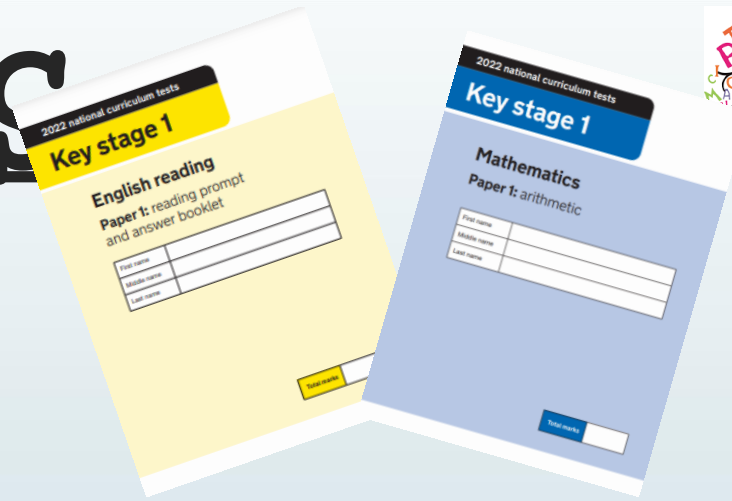 S
2022 national curriculum tests
Key stage 1
English reading
Paper 1: reading prompt
and answer booklet
First name
Middle name
Last name
Total marks
2022 national curriculum tests
Key stage 1
Mathematics
Paper 1: arithmetic
First name
Middle name
Last name
Total marks